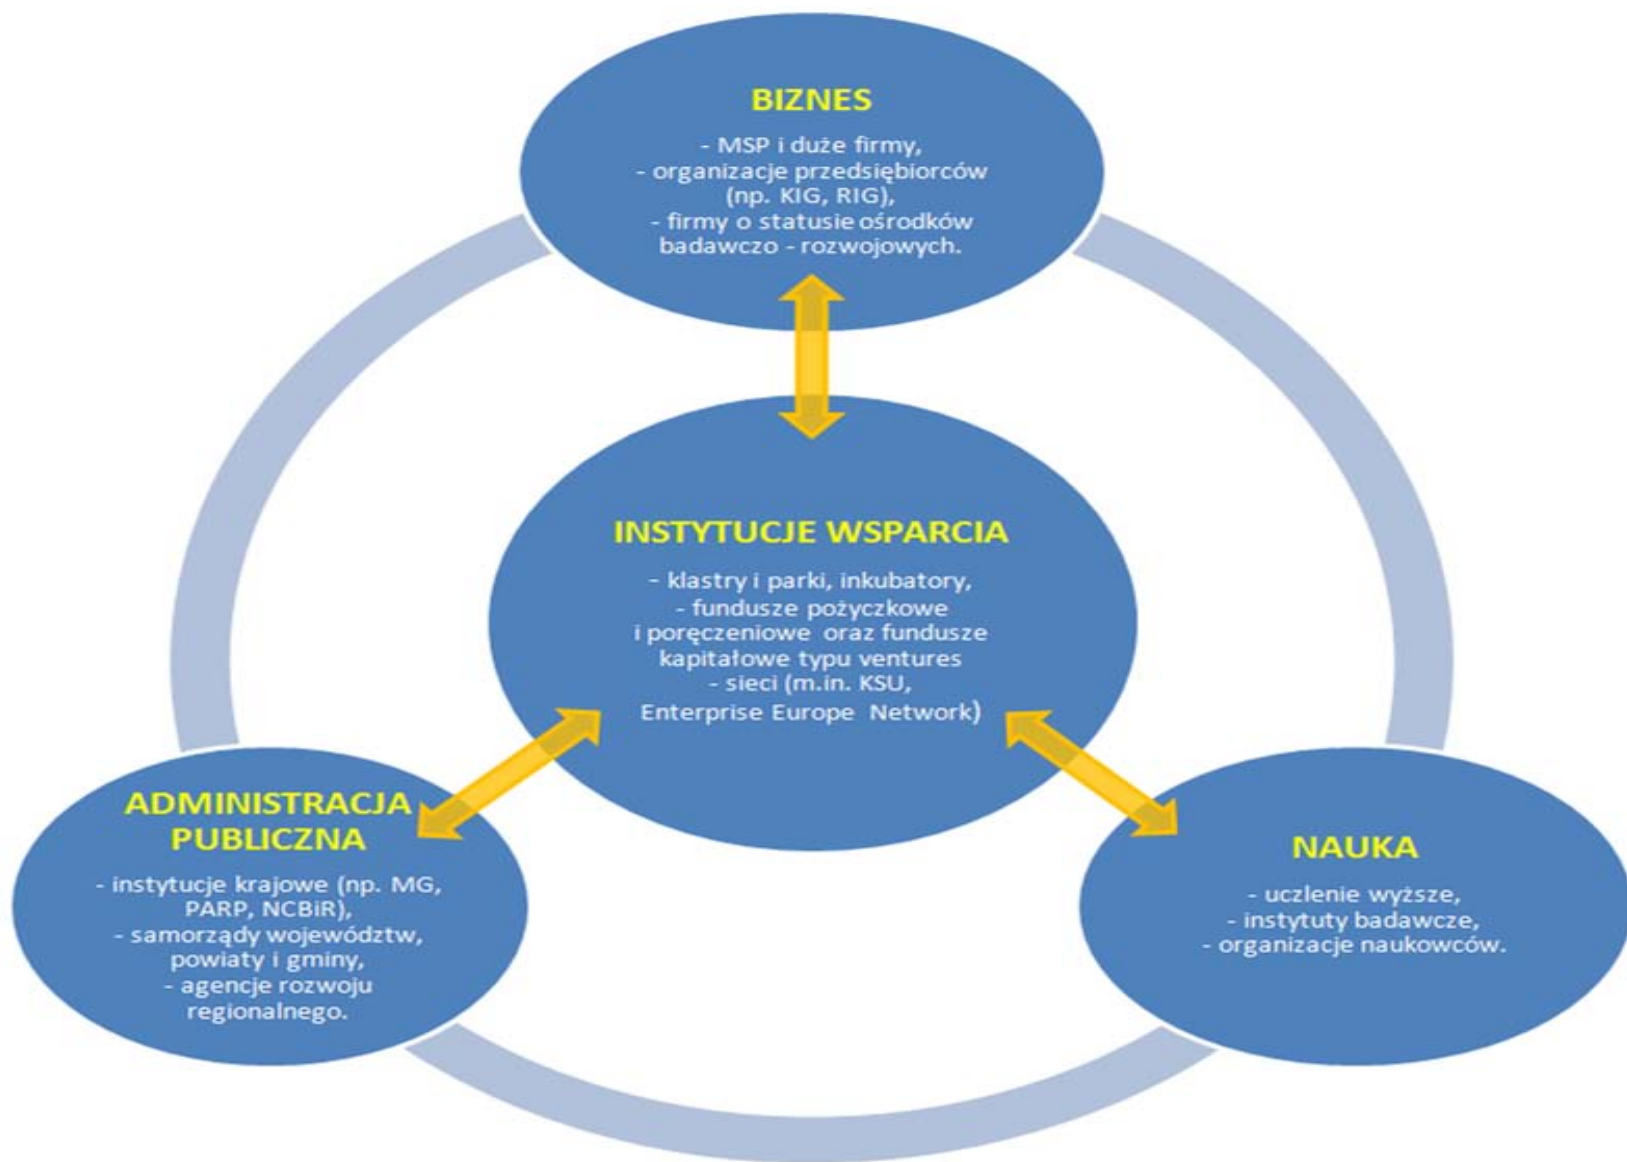 BIZNES
- MSP i duże firmy,
- organizacje przedsiębiorców
(np. KIG, RIG),
- firmy o statusie ośrodków
badawczo - rozwojowych.
INSTYTUCJE WSPARCIA
- klastry i parki, inkubatory,
- fundusze pożyczkowe
i poręczeniowe oraz fundusze
kapitałowe typu ventures
- sieci (m.in. KSU,
Enterprise Europe Network)
ADMINISTRACJA
PUBLICZNA
- instytucje krajowe (np. MG,
PARP, NCBiR),
- samorządy województw,
powiaty i gminy,
- agencje rozwoju
regionalnego.
NAUKA
- uczlenie wyższe,
- instytuty badawcze,
- organizacje naukowców.